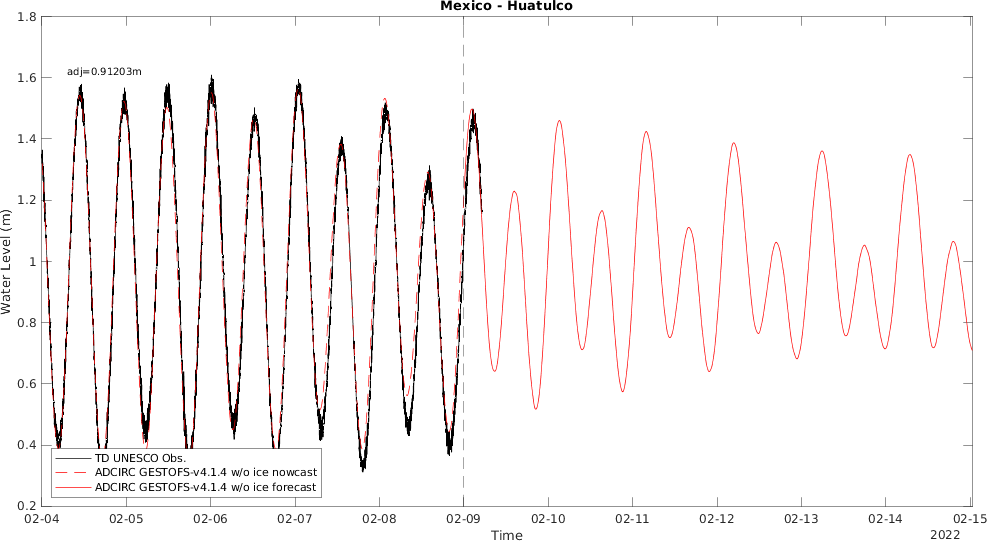 Mexico - Huatulco
1.8
1.6
1.4
1.2
1
0.8
0.6
0.4
0.2
Water Level (m)
adj=0.91203m
TD UNESCO Obs.
ADCIRC GESTOFS-v4.1.4 w/o ice nowcast
ADCIRC GESTOFS-v4.1.4 w/o ice forecast
02-04 02-05 02-06 02-07 02-08 02-09 02-10 02-11 02-12 02-13 02-14 02-15
Time
2022